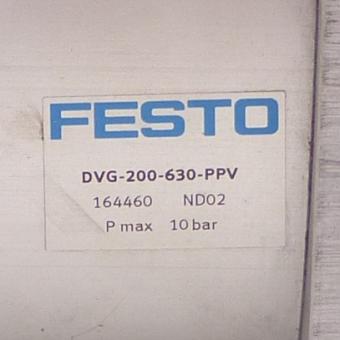 FESTO
DVG-200-630-PPV
164460 ND02
P max 10 bar